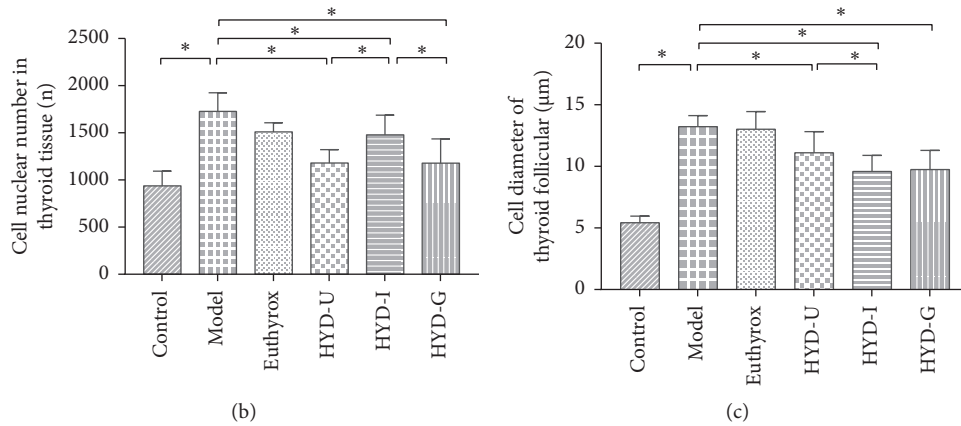 Cell nuclear number in
thyroid tissue (n)
2500
2000
1500
1000
500
0
* * * * * *
Control
Model
Euthyrox
HYD-U
HYD-I
HYD-G
(b)
Cell diameter of
thyroid follicular (μm)
20
15
10
5
0
* * * * *
Control
Model
Euthyrox
HYD-U
HYD-I
HYD-G
(c)